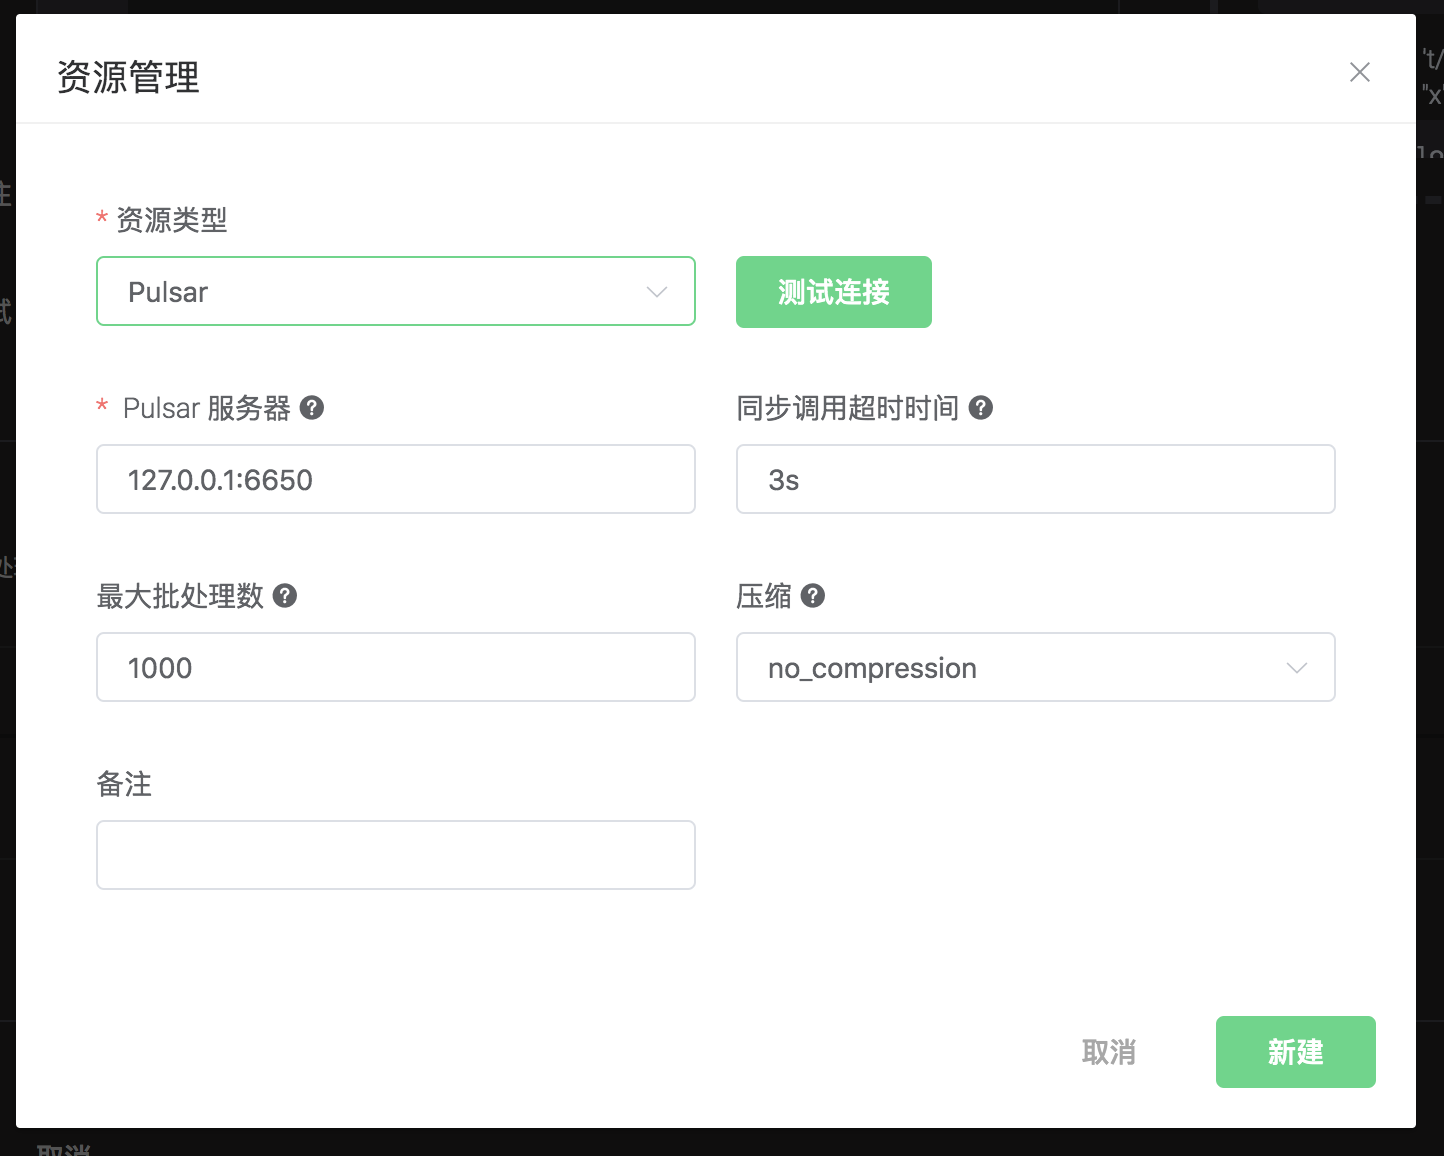 资源管理
* 资源类型
Pulsar
测试连接
* Pulsar 服务器
同步调用超时时间
127.0.0.1:6650
3s
最大批处理数
压缩
1000
no_compression
备注
取消
新建
取消